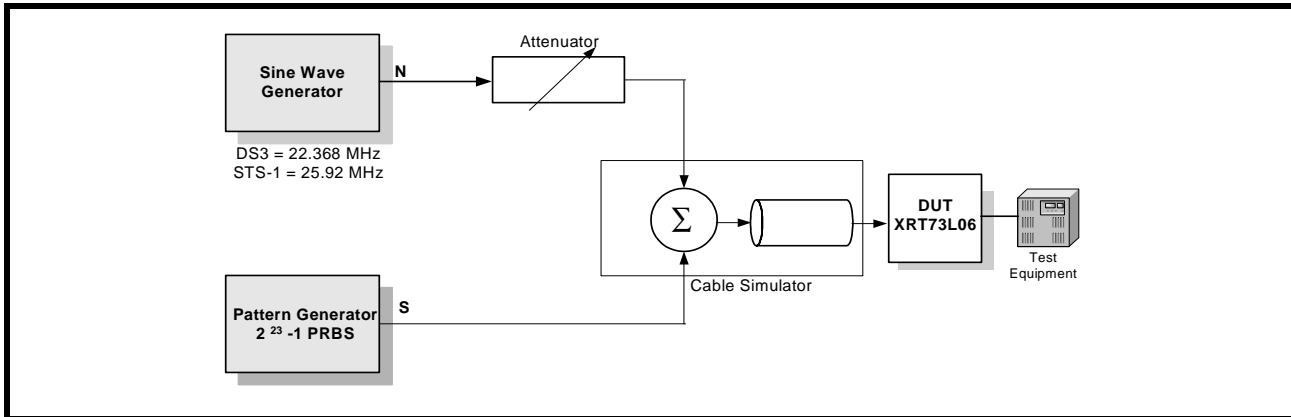 Attenuator
Sine Wave
Generator
N
DS3 = 22.368 MHz
STS-1 = 25.92 MHz
Σ
DUT
XRT73L06
Test
Equipment
Cable Simulator
Pattern Generator
2 23 -1 PRBS
S